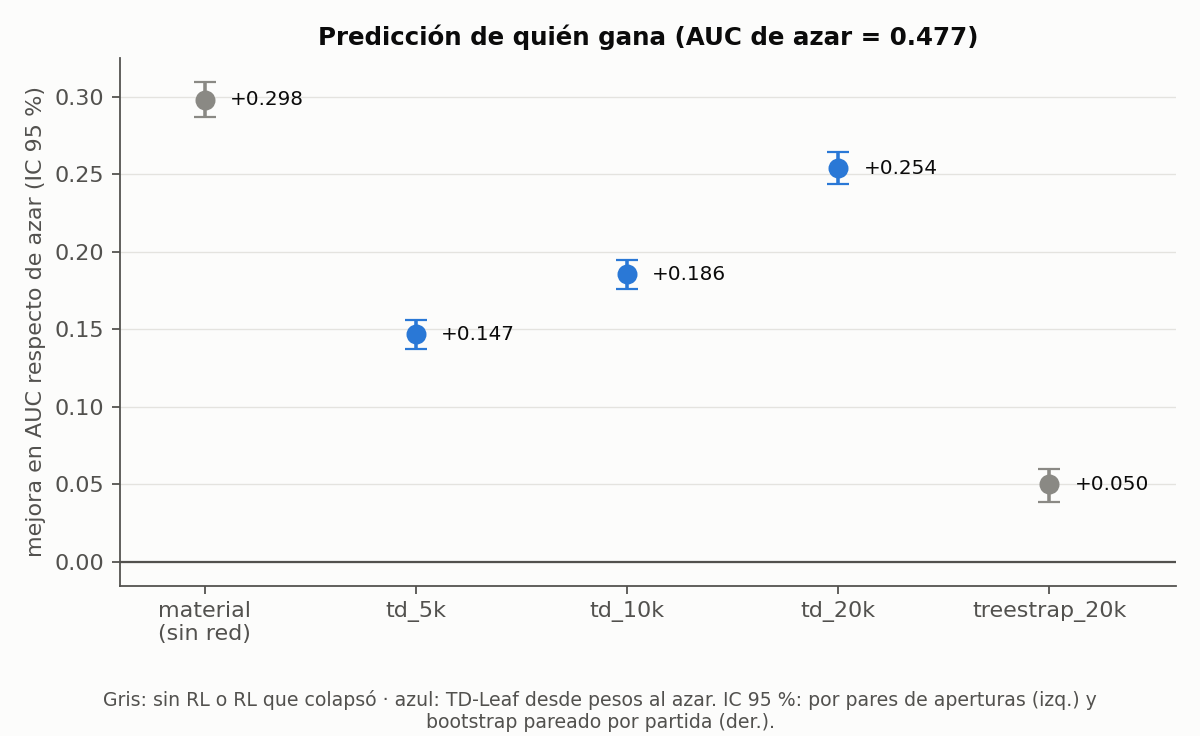 Predicción de quién gana (AUC de azar = 0.477)
mejora en AUC respecto de azar (IC 95 %)
0.30
0.25
0.20
0.15
0.10
0.05
0.00
+0.298
+0.147
+0.186
+0.254
+0.050
material
(sin red)
td_5k
td_10k
td_20k
treestrap_20k
Gris: sin RL o RL que colapsó · azul: TD-Leaf desde pesos al azar. IC 95 %: por pares de aperturas (izq.) y
bootstrap pareado por partida (der.).